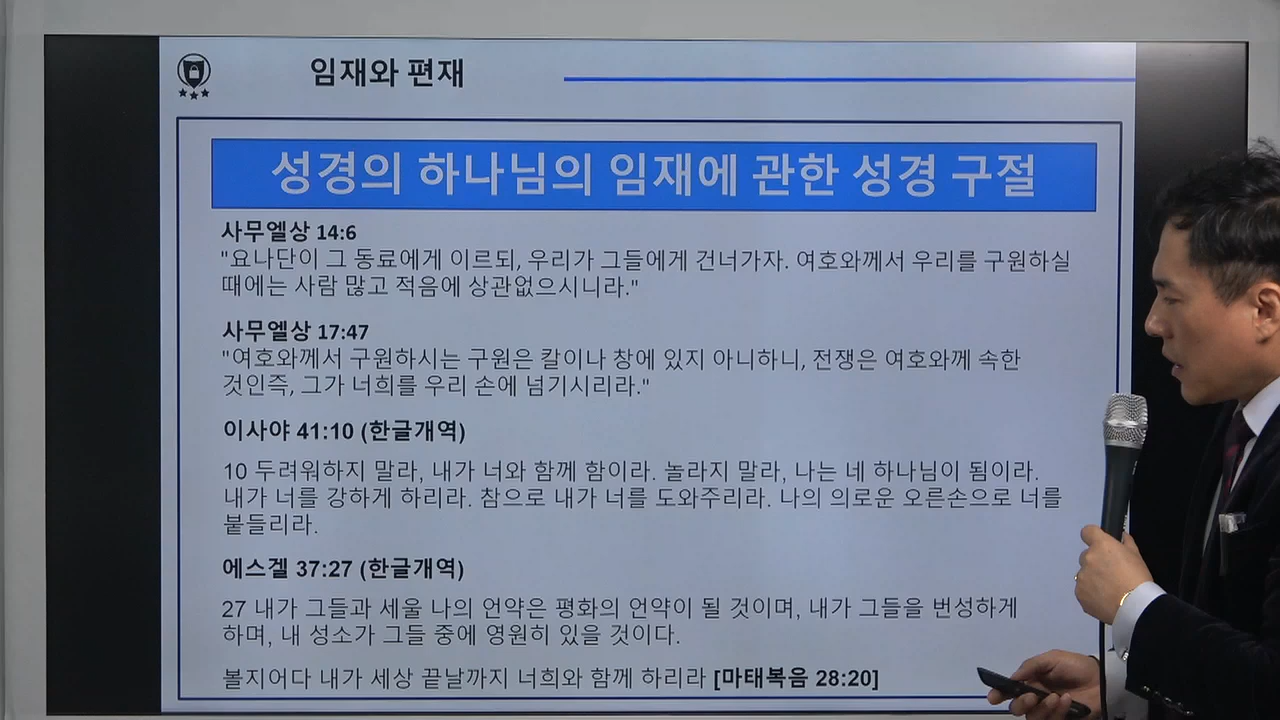 임재와 편재
성경의 하나님의 임재에 관한 성경 구절
사무엘상 14:6
"요나단이 그 동료에게 이르되, 우리가 그들에게 건너가자. 여호와께서 우리를 구원하실
때에는 사람 많고 적음에 상관없으시니라."
사무엘상 17:47
"여호와께서 구원하시는 구원은 칼이나 창에 있지 아니하니, 전쟁은 여호와께 속한
것인즉, 그가 너희를 우리 손에 넘기시리라."
이사야 41:10 (한글개역)
10 두려워하지 말라, 내가 너와 함께 함이라. 놀라지 말라, 나는 네 하나님이 됨이라.
내가 너를 강하게 하리라. 참으로 내가 너를 도와주리라. 나의 의로운 오른손으로 너를
붙들리라.
에스겔 37:27 (한글개역)
27 내가 그들과 세울 나의 언약은 평화의 언약이 될 것이며, 내가 그들을 번성하게
하며, 내 성소가 그들 중에 영원히 있을 것이다.
볼지어다 내가 세상 끝날까지 너희와 함께 하리라 [마태복음 28:20]